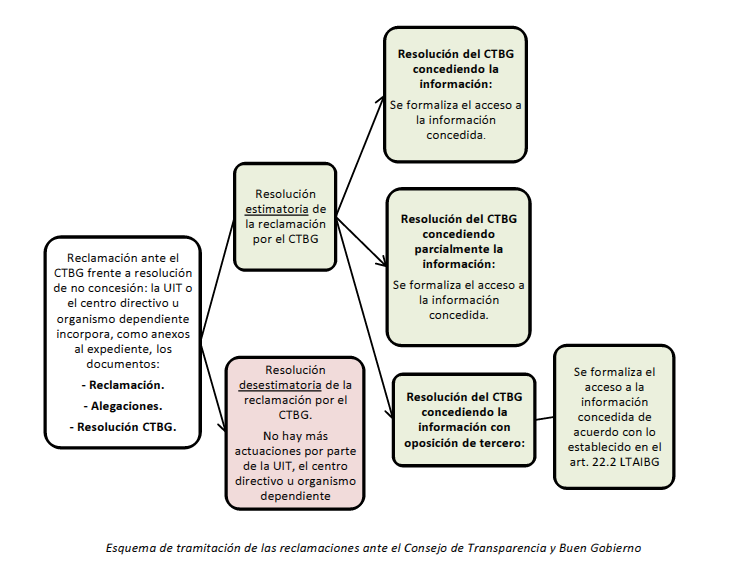 Reclamación ante el
CTBG frente a resolución
de no concesión: la UIT o
el centro directivo u
organismo dependiente
incorpora, como anexos
al expediente, los
documentos:
- Reclamación.
- Alegaciones.
- Resolución CTBG.
Resolución
estimatoria de
la reclamación
por el CTBG
Resolución
desestimatoria de la
reclamación por el
CTBG.
No hay más
actuaciones por parte
de la UIT, el centro
directivo u organismo
dependiente
Resolución del CTBG
concediendo la
información:
Se formaliza el acceso a
la información
concedida.
Resolución del CTBG
concediendo
parcialmente la
información:
Se formaliza el acceso a
la información
concedida.
Resolución del CTBG
concediendo la
información con
oposición de tercero:
Se formaliza el
acceso a la
información
concedida de
acuerdo con lo
establecido en el
art. 22.2 LTAIBG
Esquema de tramitación de las reclamaciones ante el Consejo de Transparencia y Buen Gobierno